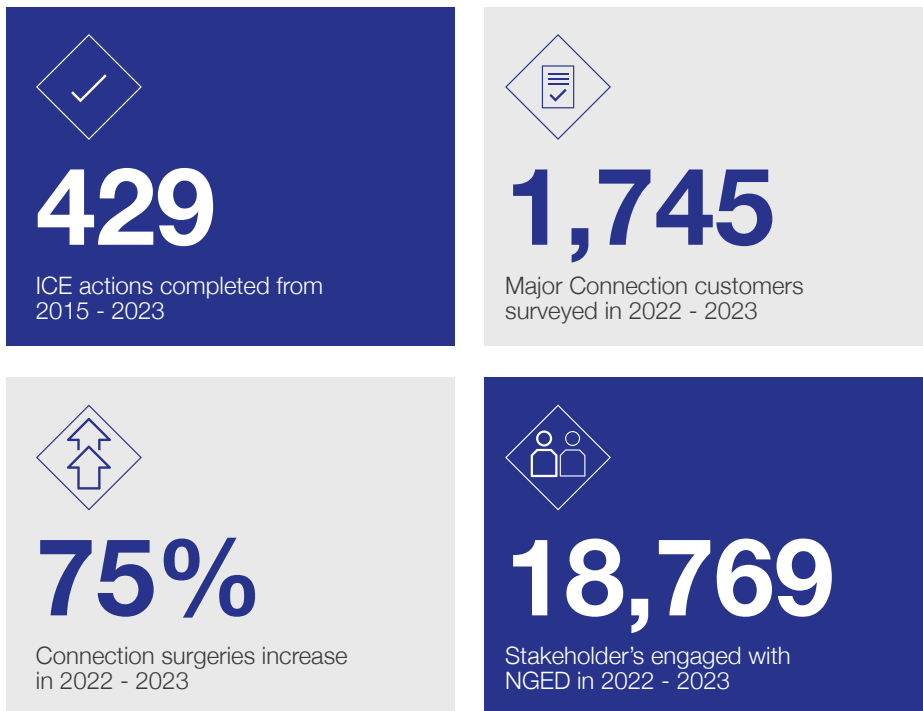 429
ICE actions completed from
2015 - 2023
1,745
Major Connection customers
surveyed in 2022 - 2023
75%
Connection surgeries increase
in 2022 - 2023
18,769
Stakeholder’s engaged with
NGED in 2022 - 2023